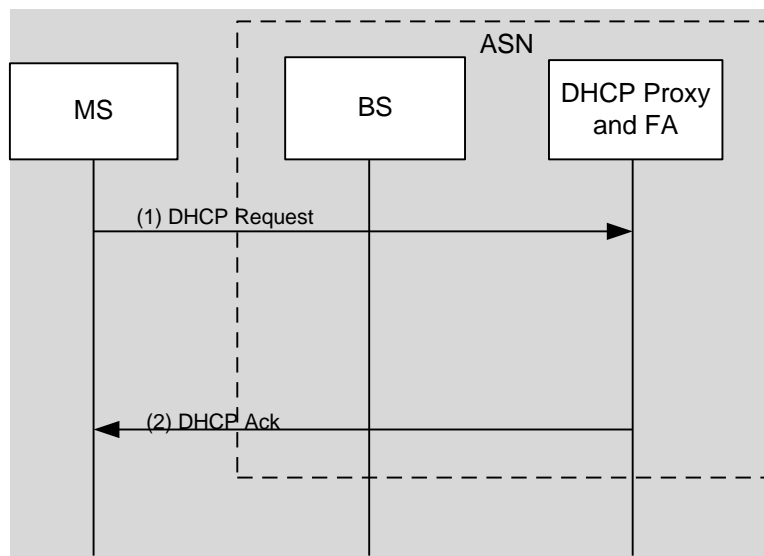 ASN
MS
BS
DHCP Proxy
and FA
(1) DHCP Request
(2) DHCP Ack